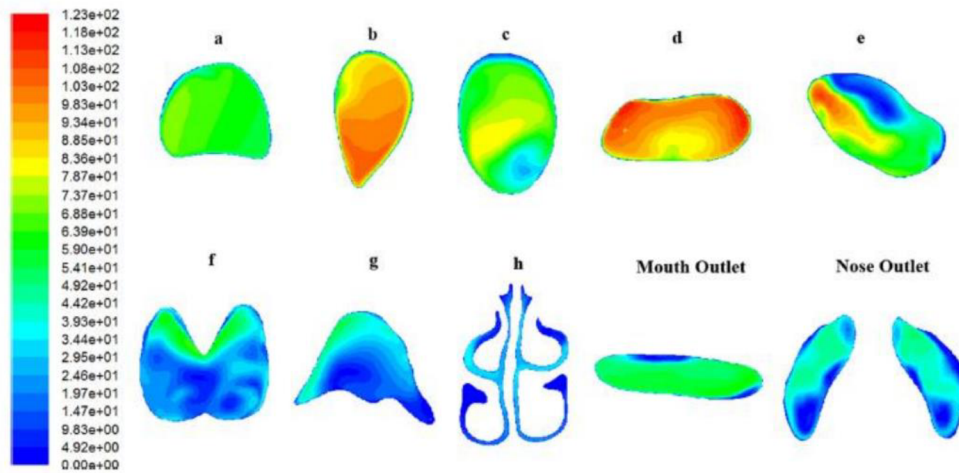 1.23e+02
1.18e+02
1.13e+02
1.08e+02
1.03e+02
9.83e+01
9.34e+01
8.85e+01
8.36e+01
7.87e+01
7.37e+01
6.88e+01
6.39e+01
5.90e+01
5.41e+01
4.92e+01
4.42e+01
3.93e+01
3.44e+01
2.95e+01
2.46e+01
1.97e+01
1.47e+01
9.83e+00
4.92e+00
0.00e+00
a b c d e
f g h Mouth Outlet Nose Outlet